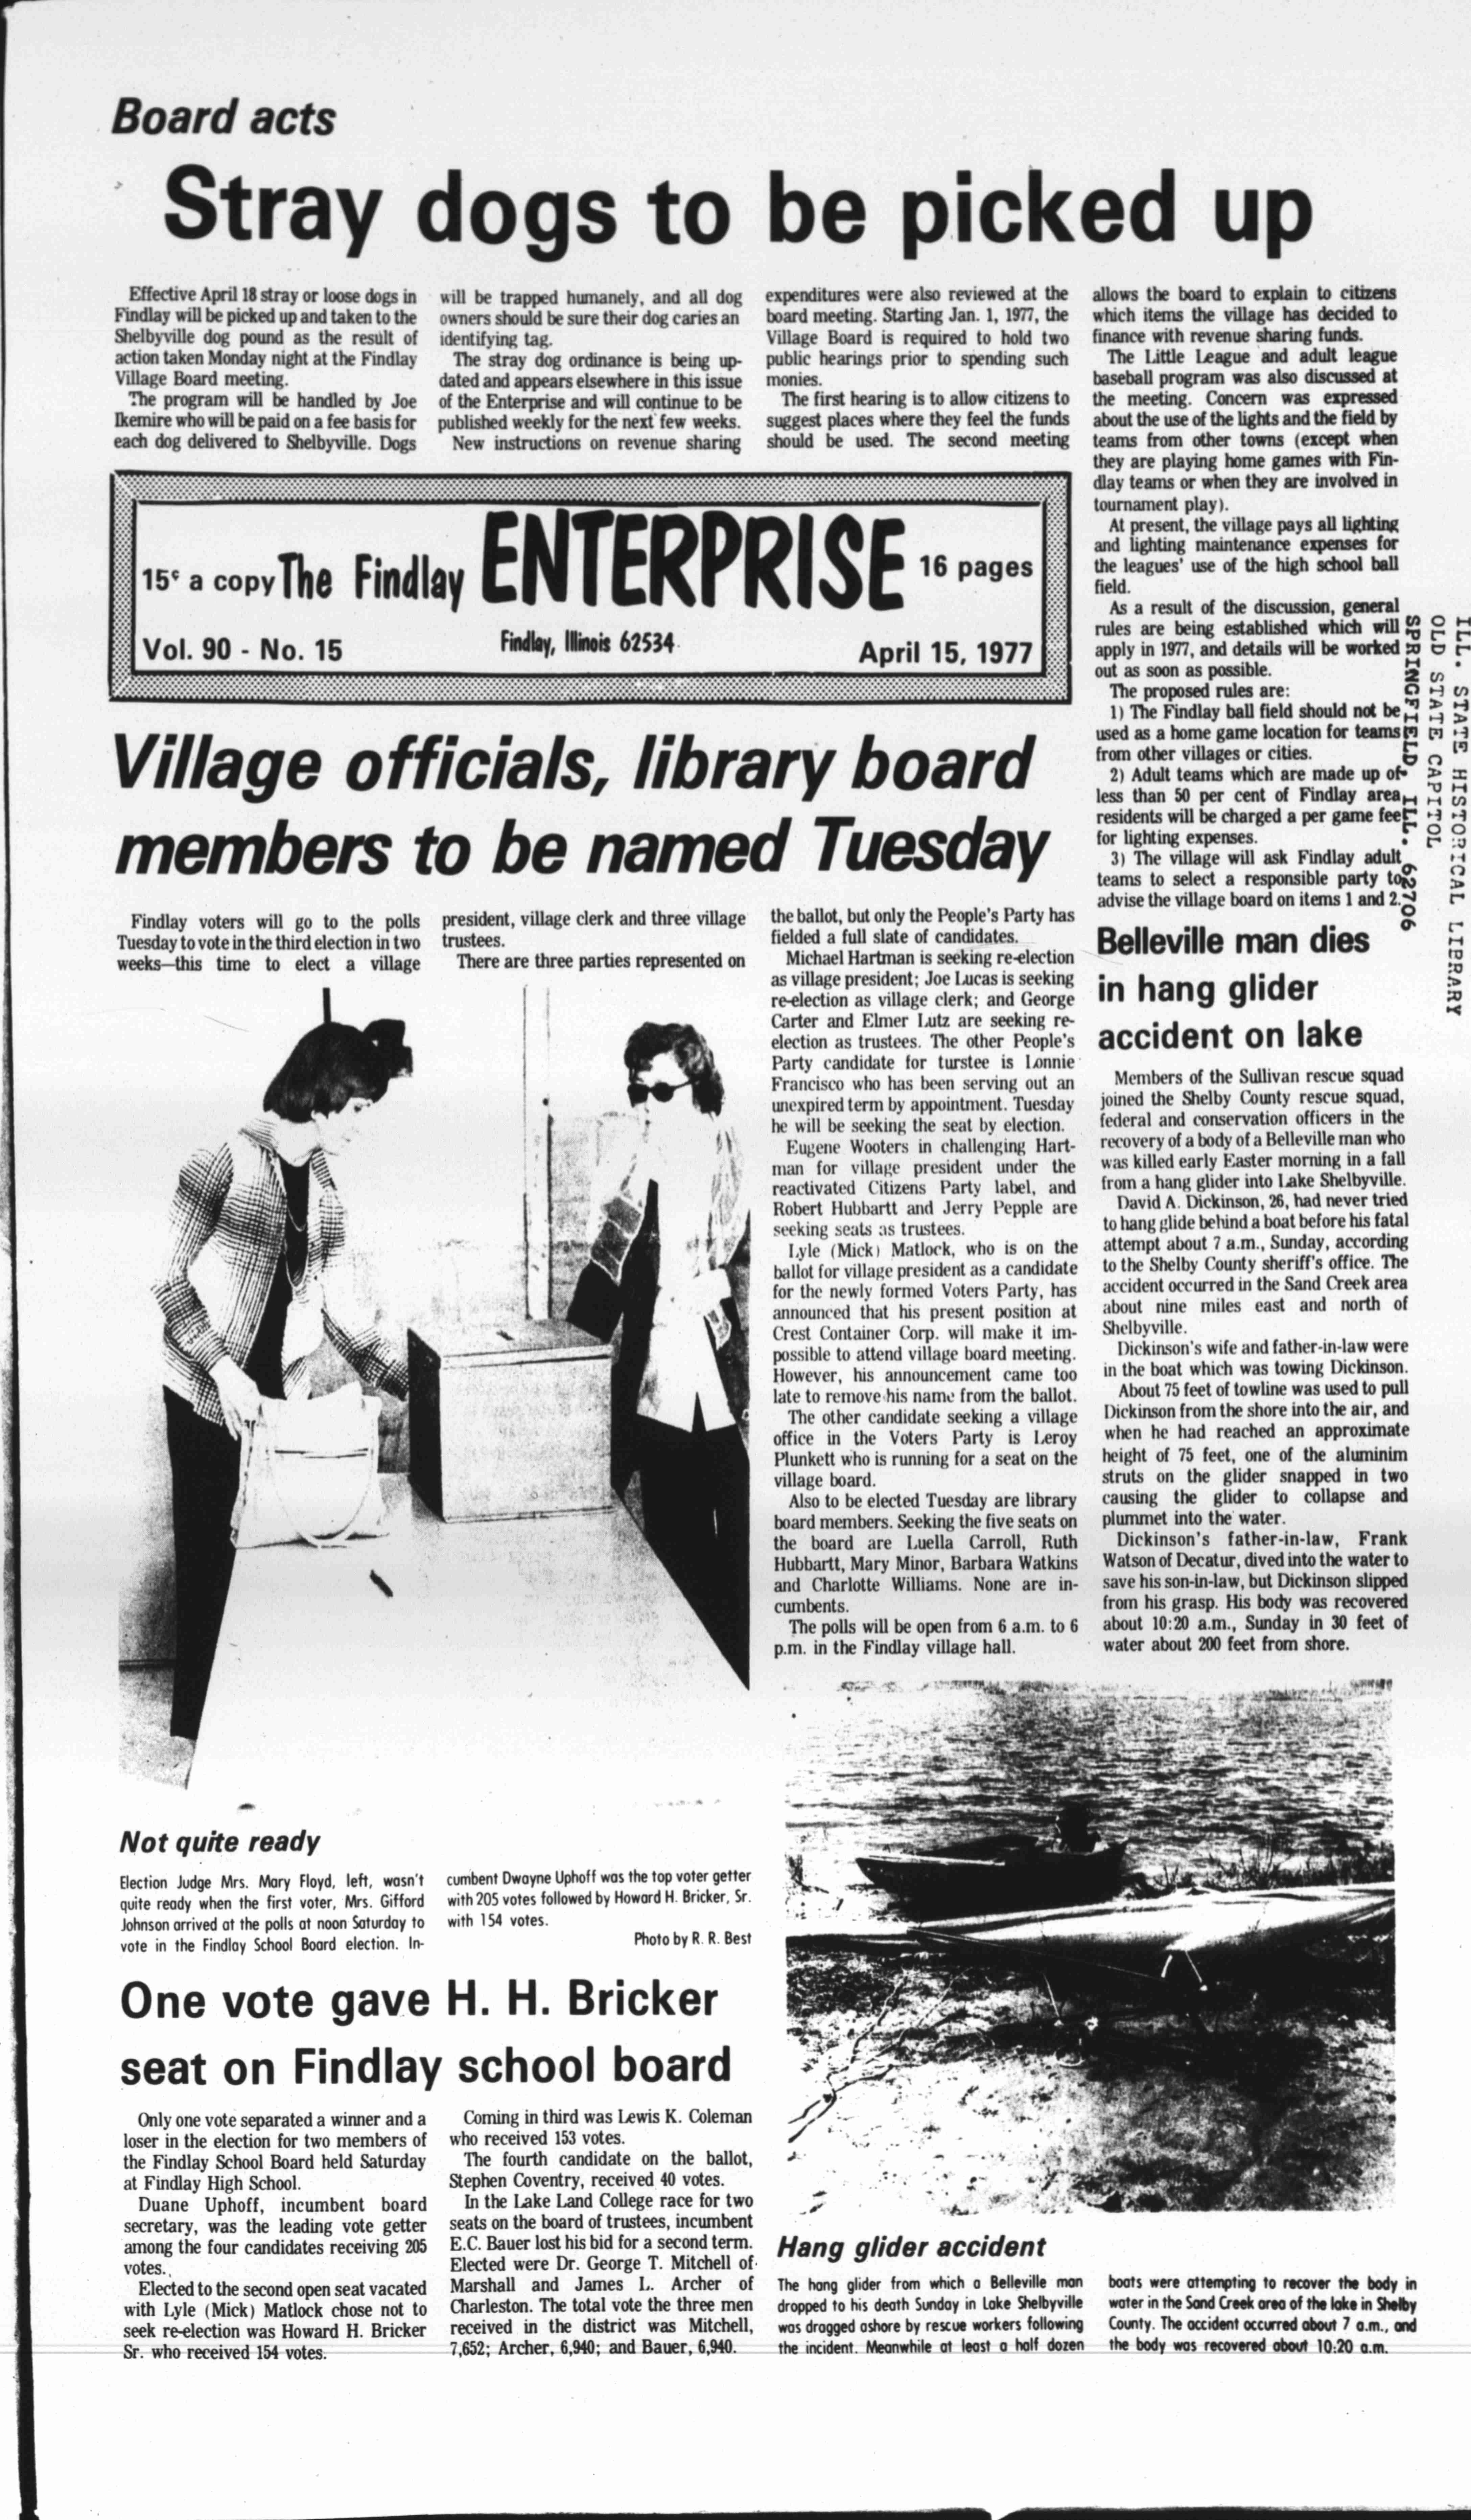 Board acts
Stray dogs to be picked up
Effective April 18 stray or loose dogs in
Findlay will be picked up and taken to the
Shelbyville dog pound as the result of
action taken Monday night at the Findlay
Village Board meeting.
The program will be handled by Joe
Ikemire who will be paid on a fee basis for
each dog delivered to Shelbyville. Dogs
will be trapped humanely, and all dog
owners should be sure their dog caries an
identifying tag.
The stray dog ordinance is being up-
dated and appears elsewhere in this issue
of the Enterprise and will continue to be
published weekly for the next few weeks.
New instructions on revenue sharing
expenditures were also reviewed at the
board meeting. Starting Jan. 1, 1977, the
Village Board is required to hold two
public hearings prior to spending such
monies.
The first hearing is to allow citizens to
suggest places where they feel the funds
should be used. The second meeting
allows the board to explain to citizens
which items the village has decided to
finance with revenue sharing funds.
The Little League and adult league
baseball program was also discussed at
the meeting. Concern was expressed
about the use of the lights and the field by
teams from other towns (except when
they are playing home games with Fin-
dlay teams or when they are involved in
tournament play).
At present, the village pays all lighting
and lighting maintenance expenses for
the leagues' use of the high school ball
field.
As a result of the discussion, general
rules are being established which will
apply in 1977, and details will be worked
out as soon as possible.
The proposed rules are:
1) The Findlay ball field should not be
used as a home game location for teams
from other villages or cities.
2) Adult teams which are made up of
less than 50 per cent of Findlay area
residents will be charged a per game fee
for lighting expenses.
3) The village will ask Findlay adult
teams to select a responsible party to
advise the village board on items 1 and 2.
ILL. STATE HISTORICAL LIBRARY
OLD STATE CAPITOL
SPRINGFIELD, ILL. 62706
15¢ a copy The Findlay ENTERPRISE 16 pages
Vol. 90 - No. 15 Findlay, Illinois 62534 April 15, 1977
Village officials, library board
members to be named Tuesday
Findlay voters will go to the polls
Tuesday to vote in the third election in two
weeks—this time to elect a village
president, village clerk and three village
trustees.
There are three parties represented on
the ballot, but only the People's Party has
fielded a full slate of candidates.
Michael Hartman is seeking re-election
as village president; Joe Lucas is seeking
re-election as village clerk; and George
Carter and Elmer Lutz are seeking re-
election as trustees. The other People's
Party candidate for turstee is Lonnie
Francisco who has been serving out an
unexpired term by appointment. Tuesday
he will be seeking the seat by election.
Eugene Wooters in challenging Hart-
man for village president under the
reactivated Citizens Party label, and
Robert Hubbartt and Jerry Pepple are
seeking seats as trustees.
Lyle (Mick) Matlock, who is on the
ballot for village president as a candidate
for the newly formed Voters Party, has
announced that his present position at
Crest Container Corp. will make it im-
possible to attend village board meeting.
However, his announcement came too
late to remove his name from the ballot.
The other candidate seeking a village
office in the Voters Party is Leroy
Plunkett who is running for a seat on the
village board.
Also to be elected Tuesday are library
board members. Seeking the five seats on
the board are Luella Carroll, Ruth
Hubbartt, Mary Minor, Barbara Watkins
and Charlotte Williams. None are in-
cumbents.
The polls will be open from 6 a.m. to 6
p.m. in the Findlay village hall.
Belleville man dies
in hang glider
accident on lake
Members of the Sullivan rescue squad
joined the Shelby County rescue squad,
federal and conservation officers in the
recovery of a body of a Belleville man who
was killed early Easter morning in a fall
from a hang glider into Lake Shelbyville.
David A. Dickinson, 26, had never tried
to hang glide behind a boat before his fatal
attempt about 7 a.m., Sunday, according
to the Shelby County sheriff's office. The
accident occurred in the Sand Creek area
about nine miles east and north of
Shelbyville.
Dickinson's wife and father-in-law were
in the boat which was towing Dickinson.
About 75 feet of towline was used to pull
Dickinson from the shore into the air, and
when he had reached an approximate
height of 75 feet, one of the aluminim
struts on the glider snapped in two
causing the glider to collapse and
plummet into the water.
Dickinson's father-in-law, Frank
Watson of Decatur, dived into the water to
save his son-in-law, but Dickinson slipped
from his grasp. His body was recovered
about 10:20 a.m., Sunday in 30 feet of
water about 200 feet from shore.
Not quite ready
Election Judge Mrs. Mary Floyd, left, wasn't
quite ready when the first voter, Mrs. Gifford
Johnson arrived at the polls at noon Saturday to
vote in the Findlay School Board election. In-
cumbent Dwayne Uphoff was the top voter getter
with 205 votes followed by Howard H. Bricker, Sr.
with 154 votes.
Photo by R. R. Best
One vote gave H. H. Bricker
seat on Findlay school board
Only one vote separated a winner and a
loser in the election for two members of
the Findlay School Board held Saturday
at Findlay High School.
Duane Uphoff, incumbent board
secretary, was the leading vote getter
among the four candidates receiving 205
votes.
Elected to the second open seat vacated
with Lyle (Mick) Matlock chose not to
seek re-election was Howard H. Bricker
Sr. who received 154 votes.
Coming in third was Lewis K. Coleman
who received 153 votes.
The fourth candidate on the ballot,
Stephen Coventry, received 40 votes.
In the Lake Land College race for two
seats on the board of trustees, incumbent
E.C. Bauer lost his bid for a second term.
Elected were Dr. George T. Mitchell of
Marshall and James L. Archer of
Charleston. The total vote the three men
received in the district was Mitchell,
7,652; Archer, 6,940; and Bauer, 6,940.
Hang glider accident
The hang glider from which a Belleville man
dropped to his death Sunday in Lake Shelbyville
was dragged ashore by rescue workers following
the incident. Meanwhile at least a half dozen
boats were attempting to recover the body in
water in the Sand Creek area of the lake in Shelby
County. The accident occurred about 7 a.m., and
the body was recovered about 10:20 a.m.